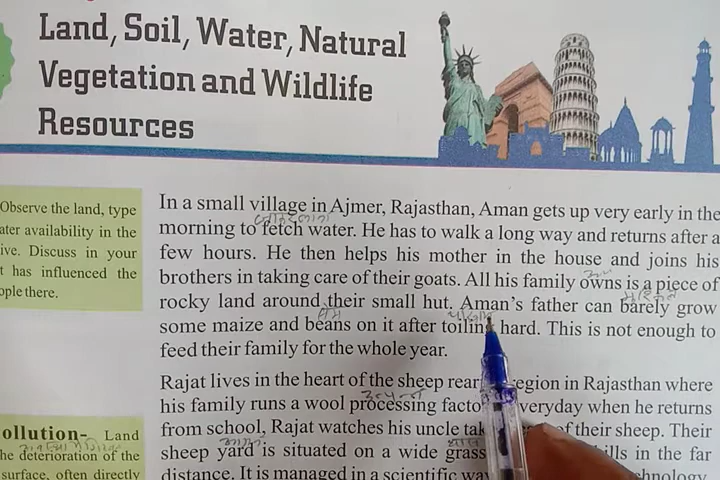 Land, Soil, Water, Natural
Vegetation and Wildlife
Resources
Observe the land, type
ater availability in the
ive. Discuss in your
t has influenced the
ople there.
In a small village in Ajmer, Rajasthan, Aman gets up very early in the
morning to fetch water. He has to walk a long way and returns after a
few hours. He then helps his mother in the house and joins his
brothers in taking care of their goats. All his family owns is a piece of
rocky land around their small hut. Aman's father can barely grow
some maize and beans on it after toiling hard. This is not enough to
feed their family for the whole year.
Rajat lives in the heart of the sheep rear region in Rajasthan where
his family runs a wool processing facto veryday when he returns
from school, Rajat watches his uncle tak of their sheep. Their
sheep yard is situated on a wide grass ills in the far
distance. It is managed in a scientific wa chnology
ollution- Land
he deterioration of the
surface, often directly